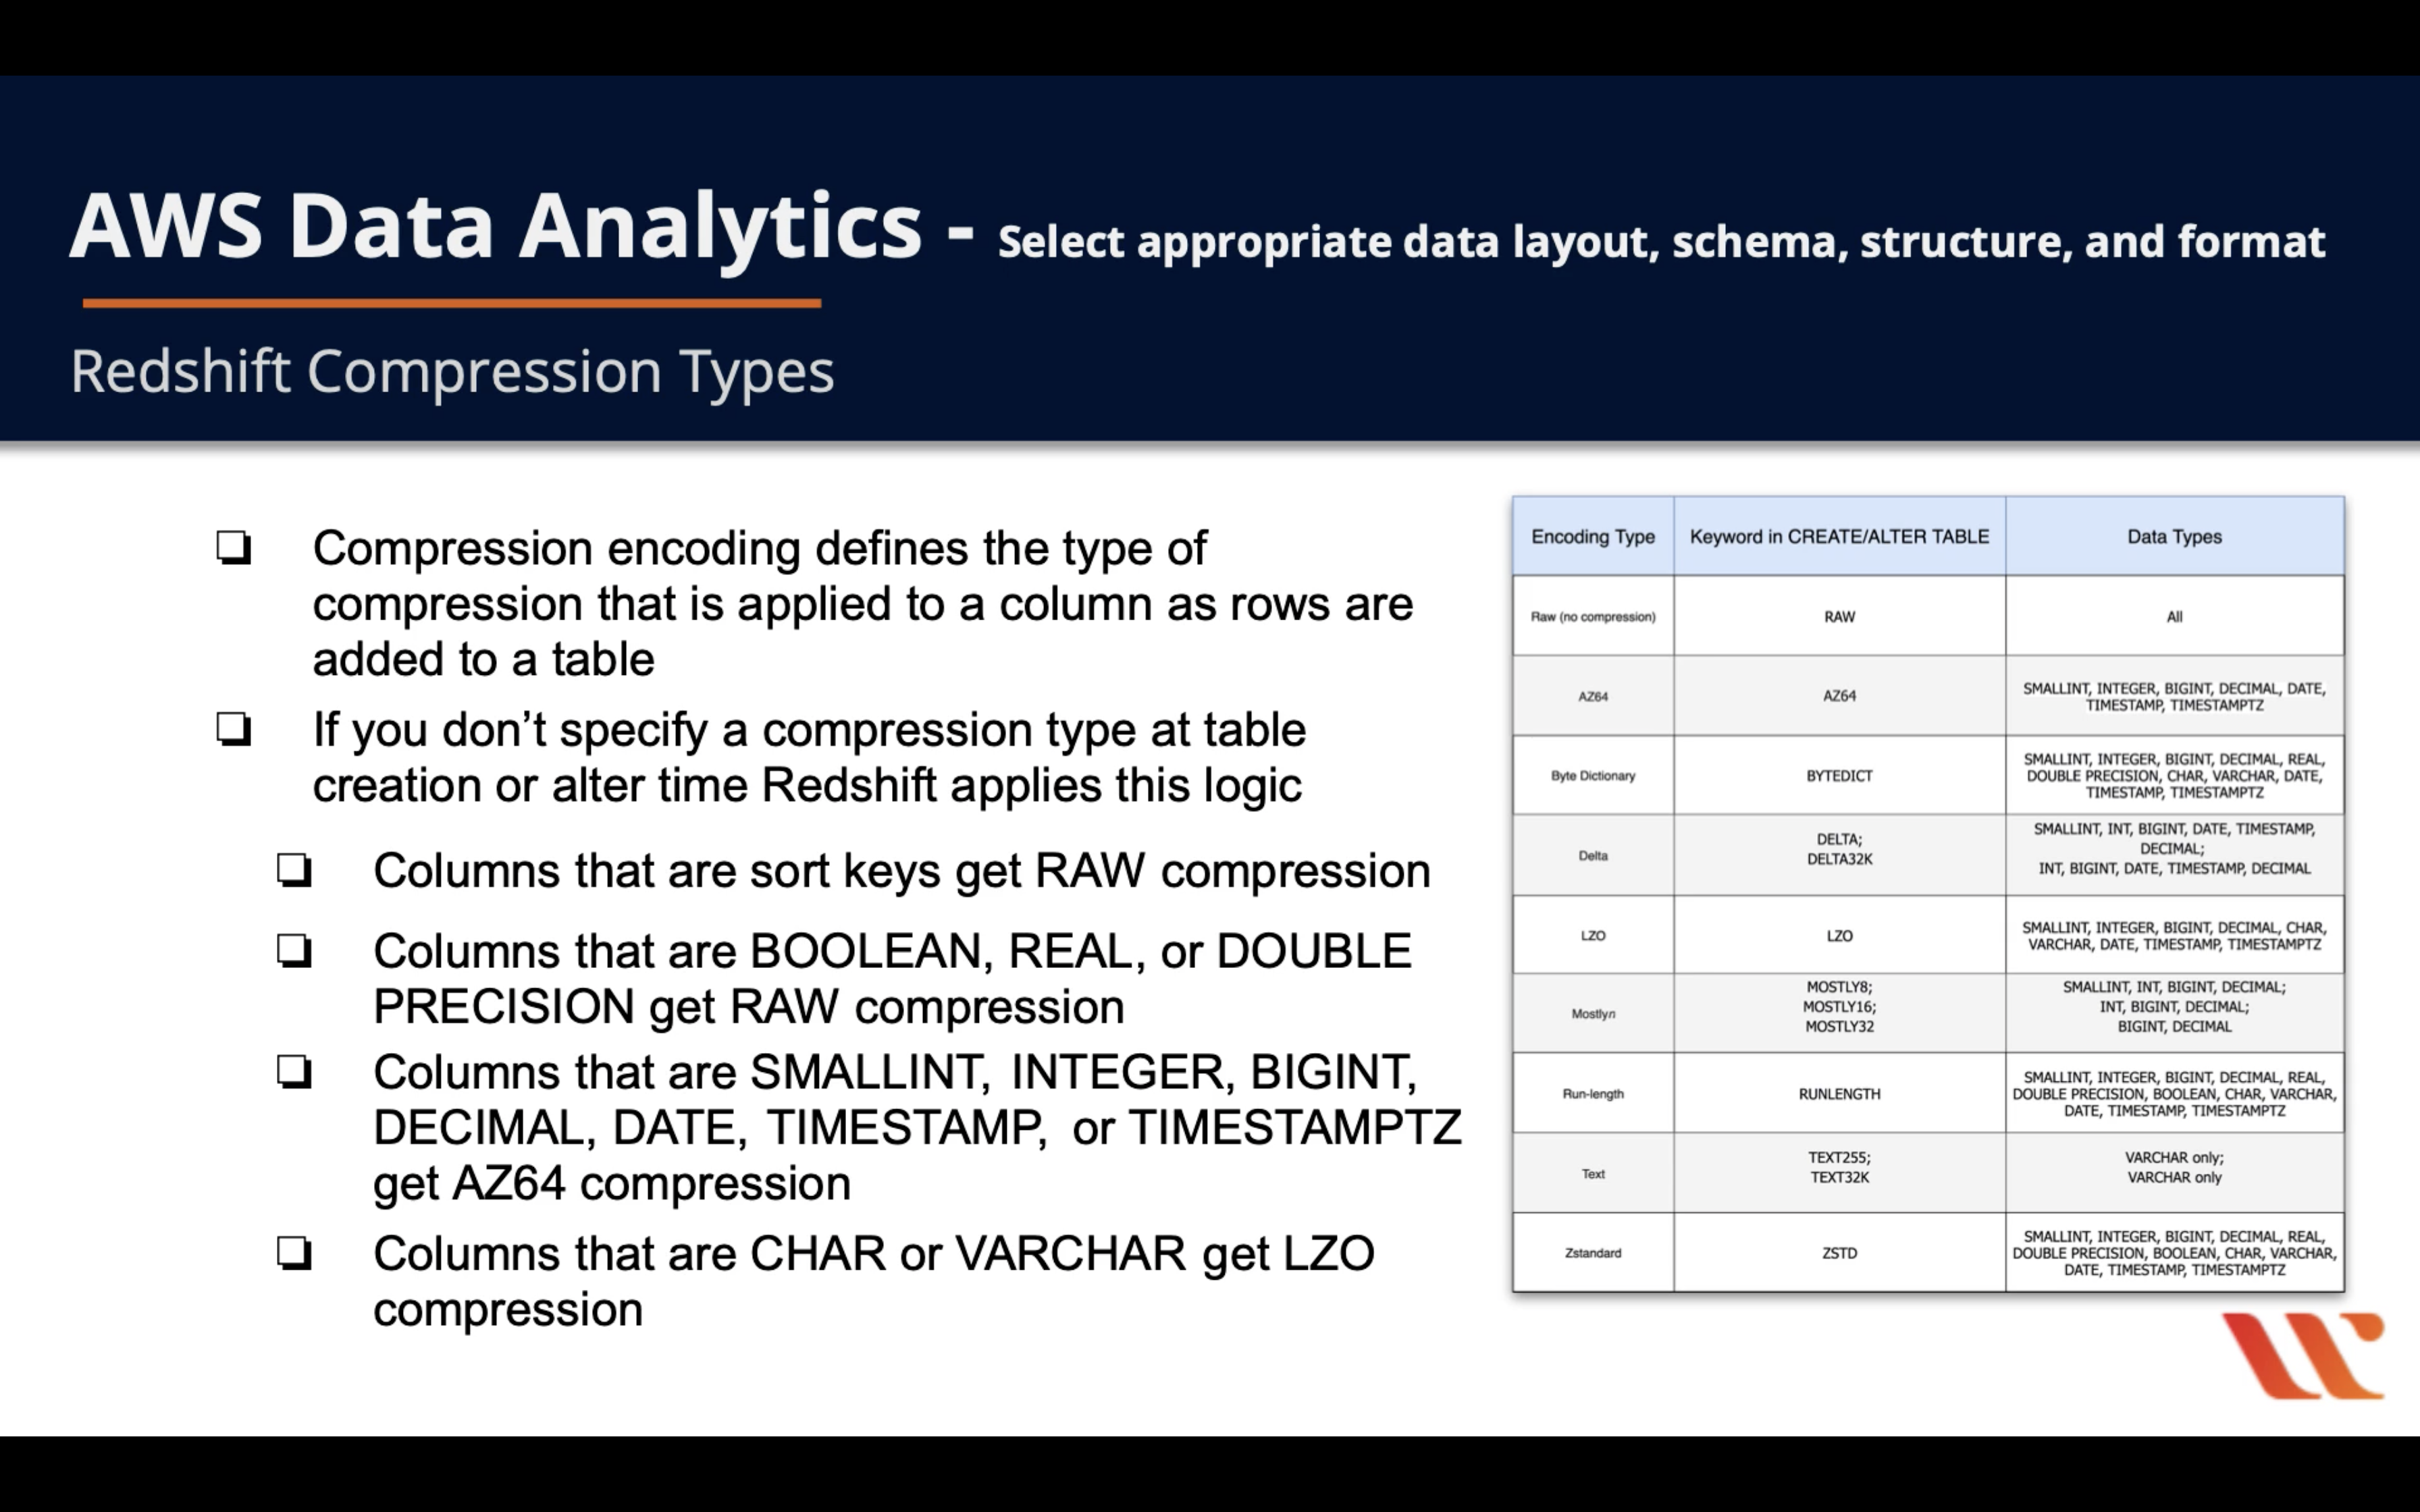 AWS Data Analytics - Select appropriate data layout, schema, structure, and format
Redshift Compression Types
❏ Compression encoding defines the type of
compression that is applied to a column as rows are
added to a table
❏ If you don’t specify a compression type at table
creation or alter time Redshift applies this logic
❏ Columns that are sort keys get RAW compression
❏ Columns that are BOOLEAN, REAL, or DOUBLE
PRECISION get RAW compression
❏ Columns that are SMALLINT, INTEGER, BIGINT,
DECIMAL, DATE, TIMESTAMP, or TIMESTAMPTZ
get AZ64 compression
❏ Columns that are CHAR or VARCHAR get LZO
compression
Encoding Type Keyword in CREATE/ALTER TABLE Data Types
Raw (no compression) RAW All
AZ64 AZ64
SMALLINT, INTEGER, BIGINT, DECIMAL, DATE,
TIMESTAMP, TIMESTAMPTZ
Byte Dictionary BYTEDICT
SMALLINT, INTEGER, BIGINT, DECIMAL, REAL,
DOUBLE PRECISION, CHAR, VARCHAR, DATE,
TIMESTAMP, TIMESTAMPTZ
Delta
DELTA;
DELTA32K
SMALLINT, INT, BIGINT, DATE, TIMESTAMP,
DECIMAL;
INT, BIGINT, DATE, TIMESTAMP, DECIMAL
LZO LZO
SMALLINT, INTEGER, BIGINT, DECIMAL, CHAR,
VARCHAR, DATE, TIMESTAMP, TIMESTAMPTZ
Mostlyn
MOSTLY8;
MOSTLY16;
MOSTLY32
SMALLINT, INT, BIGINT, DECIMAL;
INT, BIGINT, DECIMAL;
BIGINT, DECIMAL
Run-length RUNLENGTH
SMALLINT, INTEGER, BIGINT, DECIMAL, REAL,
DOUBLE PRECISION, BOOLEAN, CHAR, VARCHAR,
DATE, TIMESTAMP, TIMESTAMPTZ
Text
TEXT255;
TEXT32K
VARCHAR only;
VARCHAR only
Zstandard ZSTD
SMALLINT, INTEGER, BIGINT, DECIMAL, REAL,
DOUBLE PRECISION, BOOLEAN, CHAR, VARCHAR,
DATE, TIMESTAMP, TIMESTAMPTZ